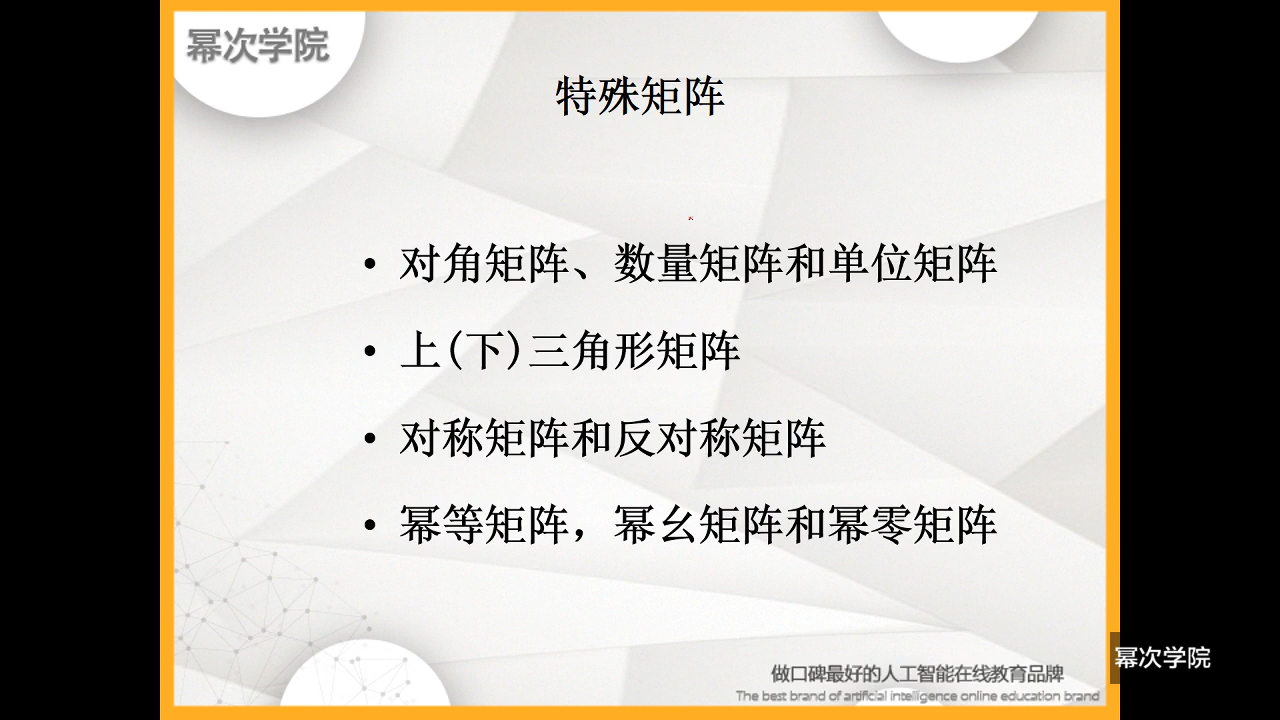 幂次学院
特殊矩阵
• 对角矩阵、数量矩阵和单位矩阵
• 上(下)三角形矩阵
• 对称矩阵和反对称矩阵
• 幂等矩阵，幂幺矩阵和幂零矩阵
幂次学院
做口碑最好的人工智能在线教育品牌
The best brand of artificial intelligence online education brand